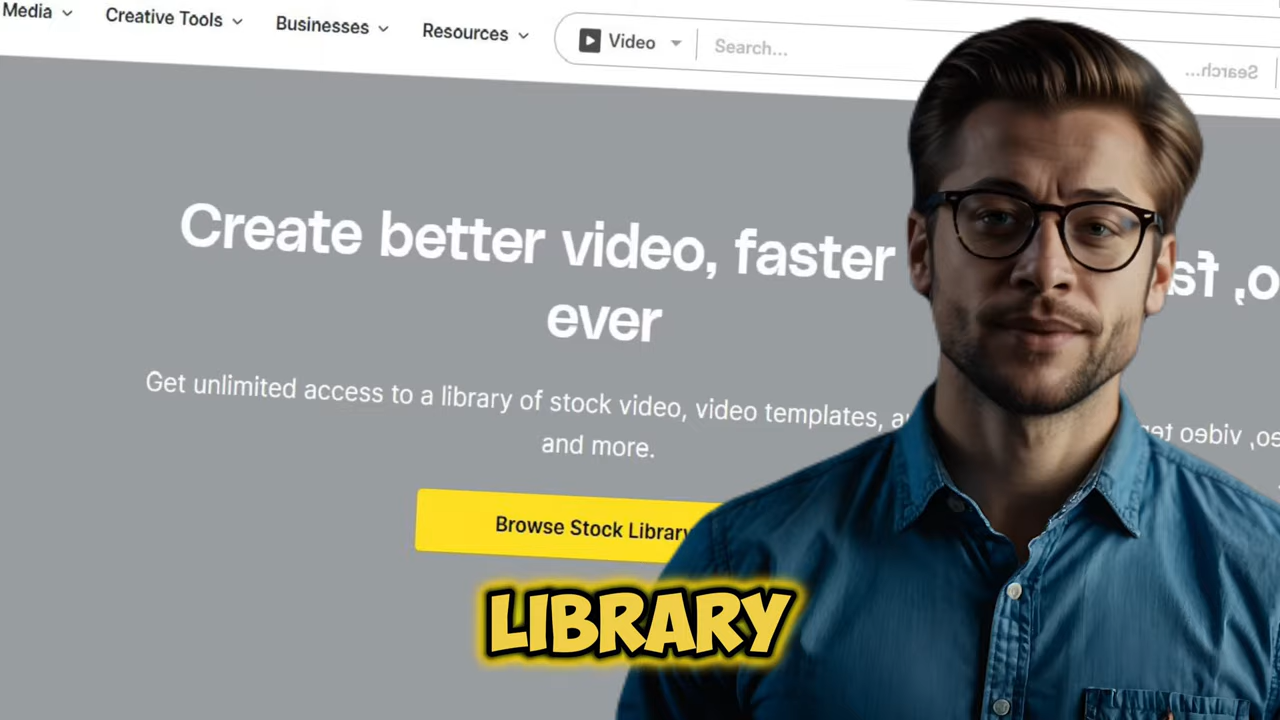 Media
Creative Tools
Businesses
Resources
Video
Search...
Search...
Create better video, faster
ever
Get unlimited access to a library of stock video, video templates,
and more.
Browse Stock Library
LIBRARY